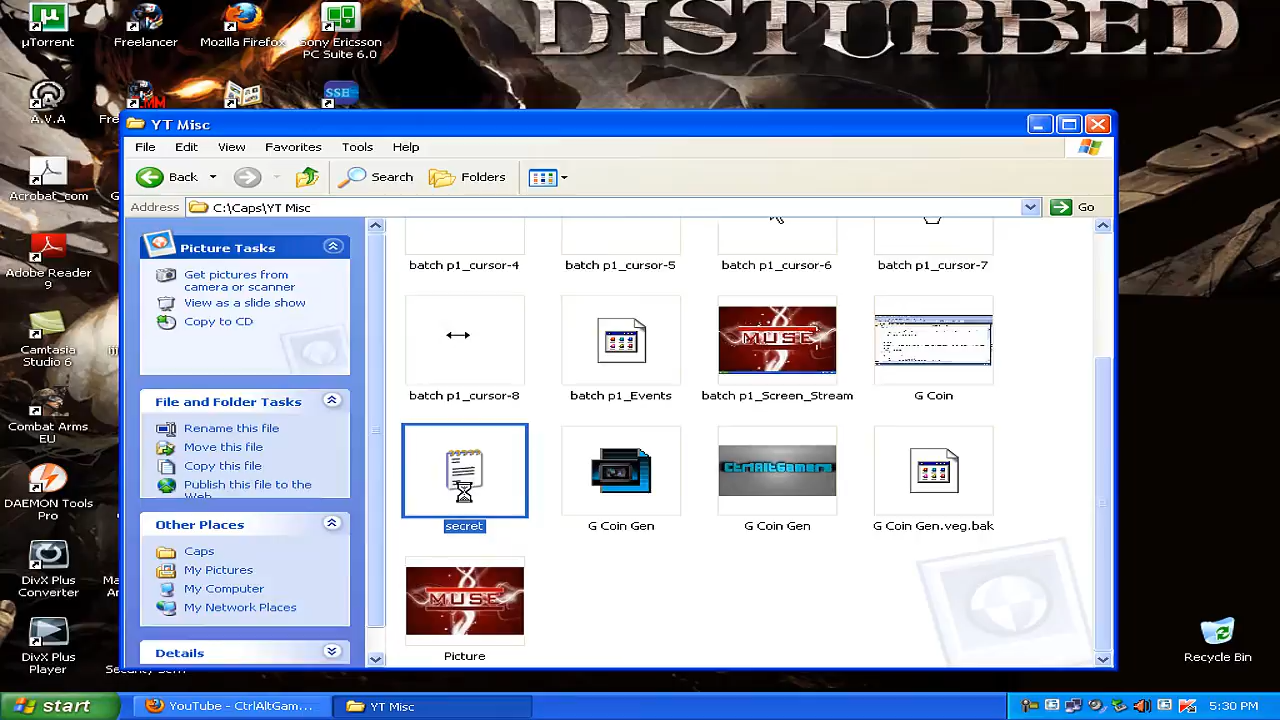 DISTURBED
µTorrent
Freelancer
Mozilla Firefox
Sony Ericsson
PC Suite 6.0
A.V.A
SSE
Acrobat_com
Adobe Reader
9
Camtasia
Studio 6
Combat Arms
EU
DAEMON Tools
Pro
DivX Plus
Converter
DivX Plus
Player
YT Misc
File Edit View Favorites Tools Help
Back Search Folders
Address C:\Caps\YT Misc Go
Picture Tasks
Get pictures from
camera or scanner
View as a slide show
Copy to CD
File and Folder Tasks
Rename this file
Move this file
Copy this file
Publish this file to the
Web
Other Places
Caps
My Pictures
My Computer
My Network Places
Details
batch p1_cursor-4
batch p1_cursor-5
batch p1_cursor-6
batch p1_cursor-7
MUSE
batch p1_cursor-8
batch p1_Events
batch p1_Screen_Stream
G Coin
CtrlAltGamers
secret
G Coin Gen
G Coin Gen
G Coin Gen.veg.bak
MUSE
Picture
Recycle Bin
start
YouTube - CtrlAltGam...
YT Misc
5:30 PM